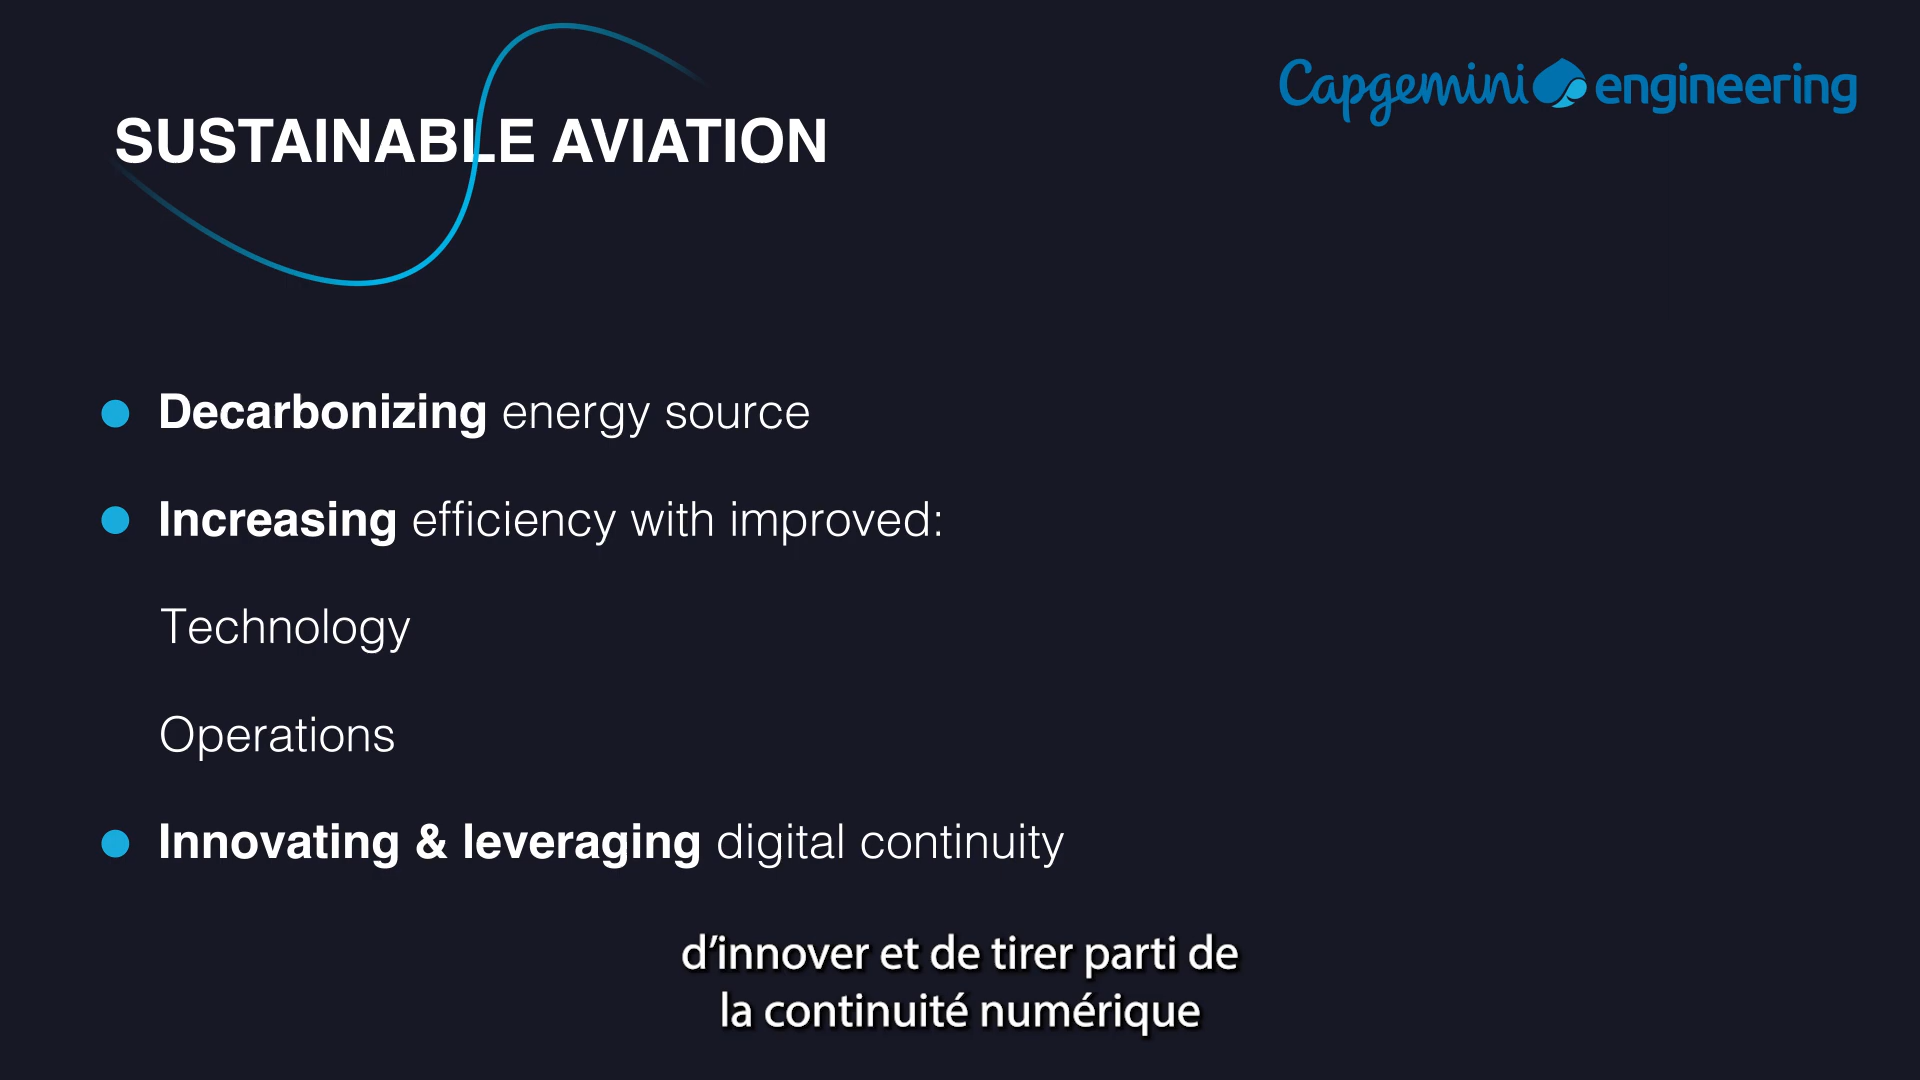 Capgemini engineering
SUSTAINABLE AVIATION
Decarbonizing energy source
Increasing efficiency with improved:
Technology
Operations
Innovating & leveraging digital continuity
d’innover et de tirer parti de
la continuité numérique